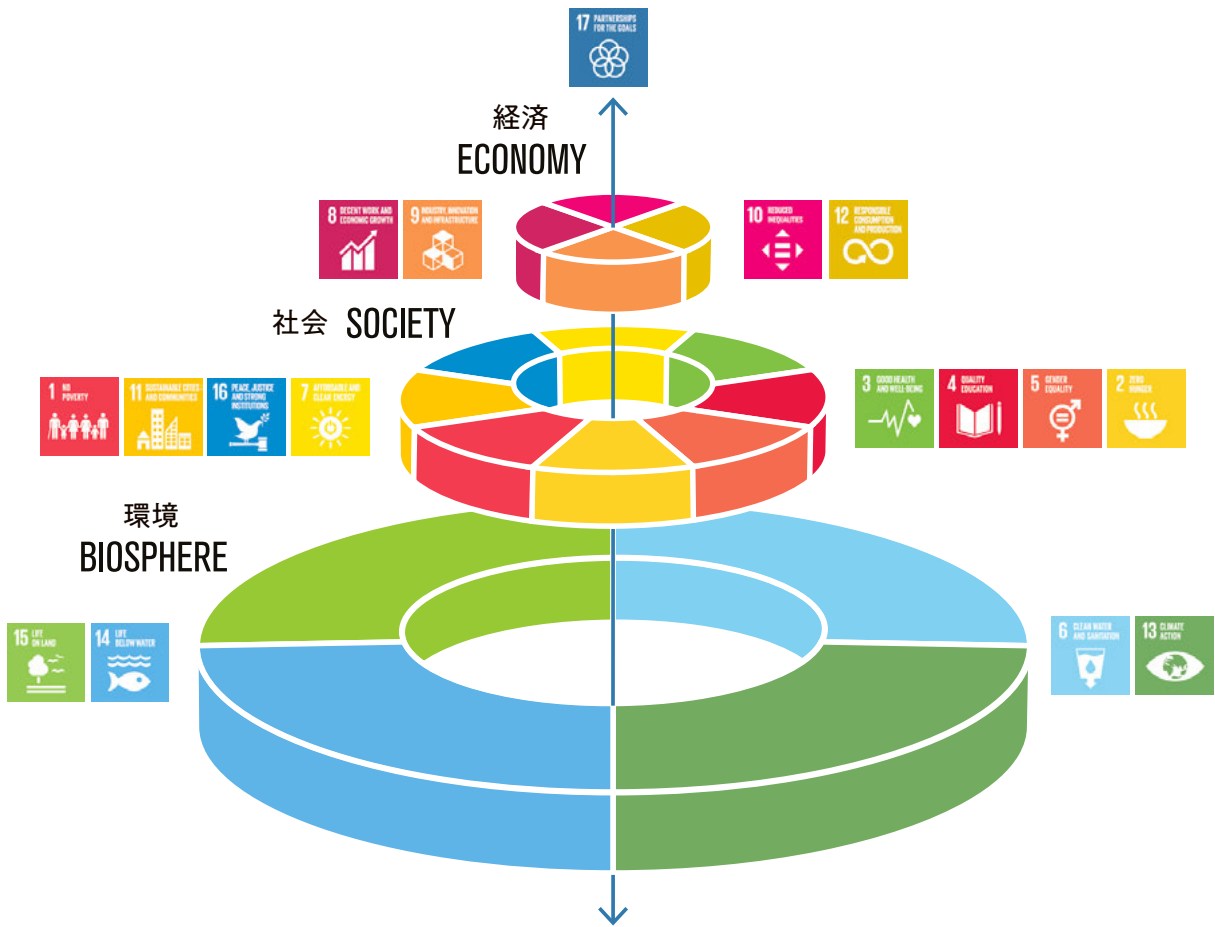 17 PARTNERSHIPS
FOR THE GOALS
経済
ECONOMY
8 DECENT WORK AND
ECONOMIC GROWTH
9 INDUSTRY, INNOVATION
AND INFRASTRUCTURE
10 REDUCED
INEQUALITIES
12 RESPONSIBLE
CONSUMPTION
AND PRODUCTION
社会 SOCIETY
1 NO
POVERTY
11 SUSTAINABLE CITIES
AND COMMUNITIES
16 PEACE, JUSTICE
AND STRONG
INSTITUTIONS
7 AFFORDABLE AND
CLEAN ENERGY
3 GOOD HEALTH
AND WELL-BEING
4 QUALITY
EDUCATION
5 GENDER
EQUALITY
2 ZERO
HUNGER
環境
BIOSPHERE
15 LIFE
ON LAND
14 LIFE
BELOW WATER
6 CLEAN WATER
AND SANITATION
13 CLIMATE
ACTION